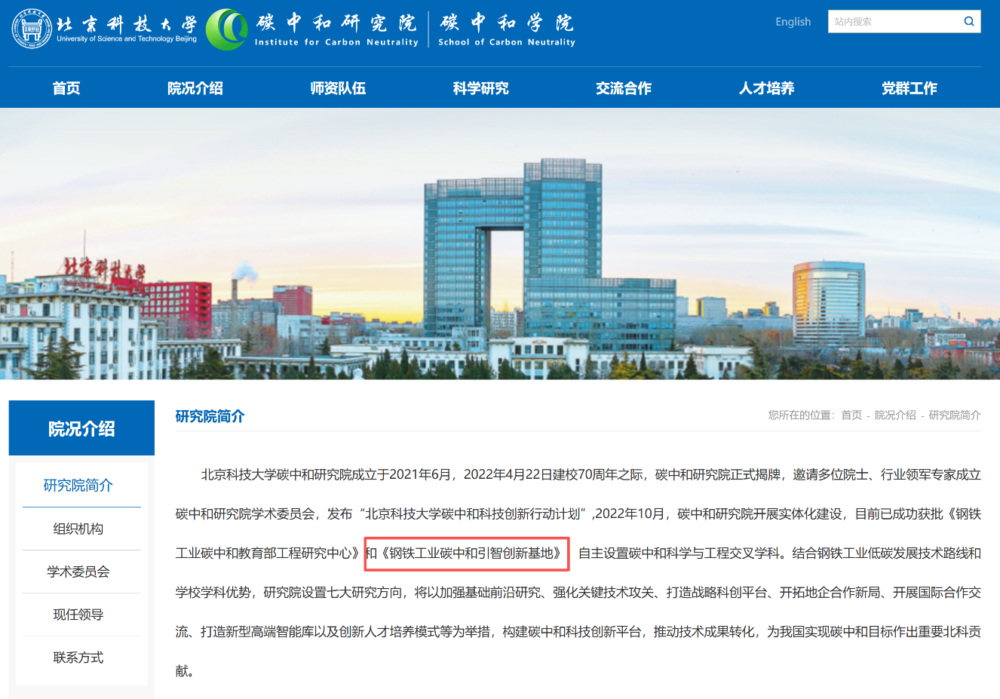 北京科技大学
University of Science and Technology Beijing
碳中和研究院
Institute for Carbon Neutrality
碳中和学院
School of Carbon Neutrality
English
站内搜索
首页 院况介绍 师资队伍 科学研究 交流合作 人才培养 党群工作
北京科技大学
院况介绍
研究院简介
组织机构
学术委员会
现任领导
联系方式
研究院简介
您所在的位置：首页 - 院况介绍 - 研究院简介
北京科技大学碳中和研究院成立于2021年6月，2022年4月22日建校70周年之际，碳中和研究院正式揭牌，邀请多位院士、行业领军专家成立
碳中和研究院学术委员会，发布“北京科技大学碳中和科技创新行动计划”,2022年10月，碳中和研究院开展实体化建设，目前已成功获批《钢铁
工业碳中和教育部工程研究中心》和《钢铁工业碳中和引智创新基地》 自主设置碳中和科学与工程交叉学科。结合钢铁工业低碳发展技术路线和
学校学科优势，研究院设置七大研究方向，将以加强基础前沿研究、强化关键技术攻关、打造战略科创平台、开拓地企合作新局、开展国际合作交
流、打造新型高端智能库以及创新人才培养模式等为举措，构建碳中和科技创新平台，推动技术成果转化，为我国实现碳中和目标作出重要北科贡
献。